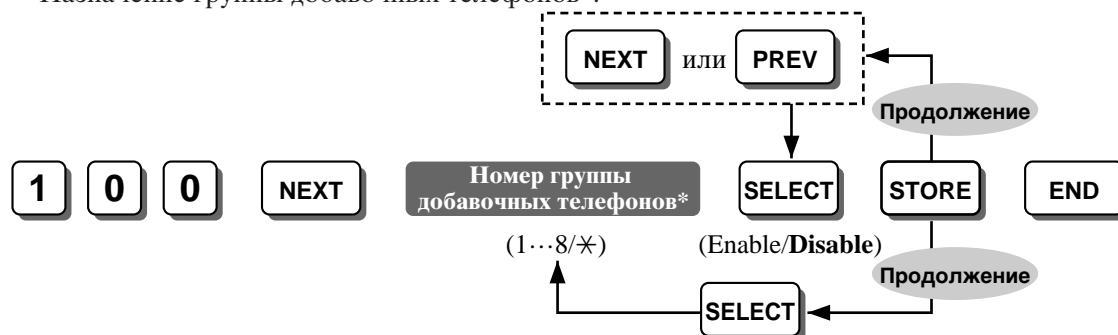 Назначение группы добавочных телефонов
NEXT или PREV
Продолжение
1 0 0 NEXT Номер группы добавочных телефонов* SELECT STORE END
(1···8/✳) (Enable/Disable)
Продолжение
SELECT